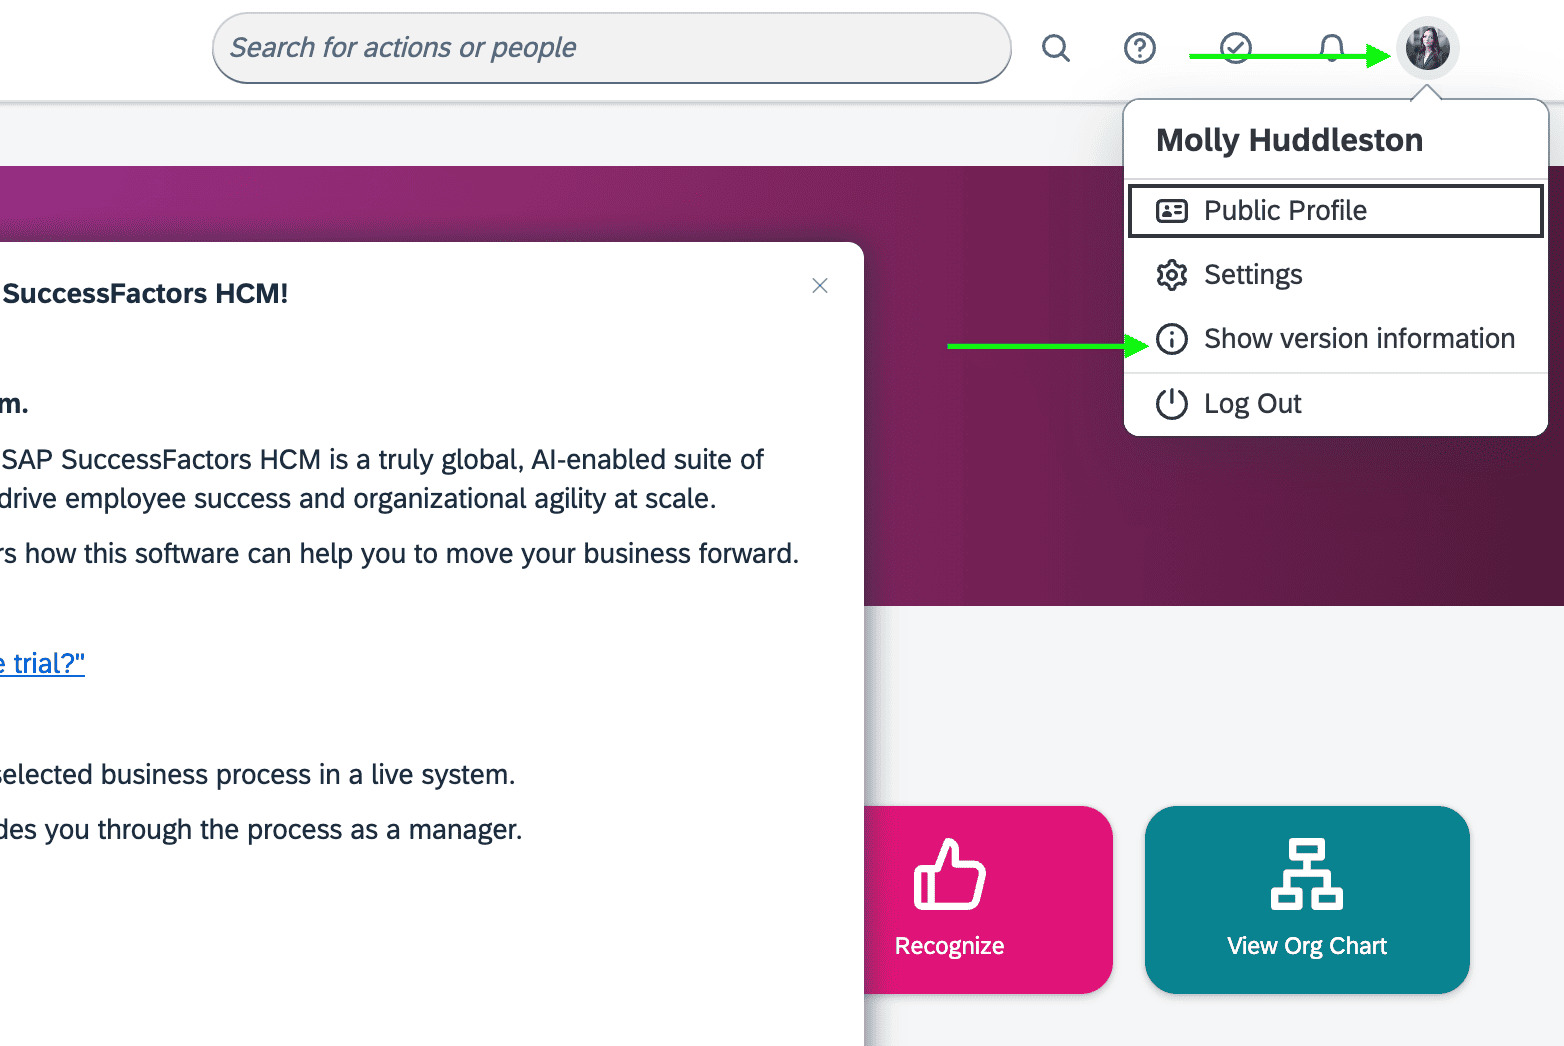 Search for actions or people
Molly Huddleston
Public Profile
Settings
Show version information
Log Out
SuccessFactors HCM!
m.
SAP SuccessFactors HCM is a truly global, AI-enabled suite of
drive employee success and organizational agility at scale.
rs how this software can help you to move your business forward.
e trial?"
selected business process in a live system.
des you through the process as a manager.
Recognize
View Org Chart